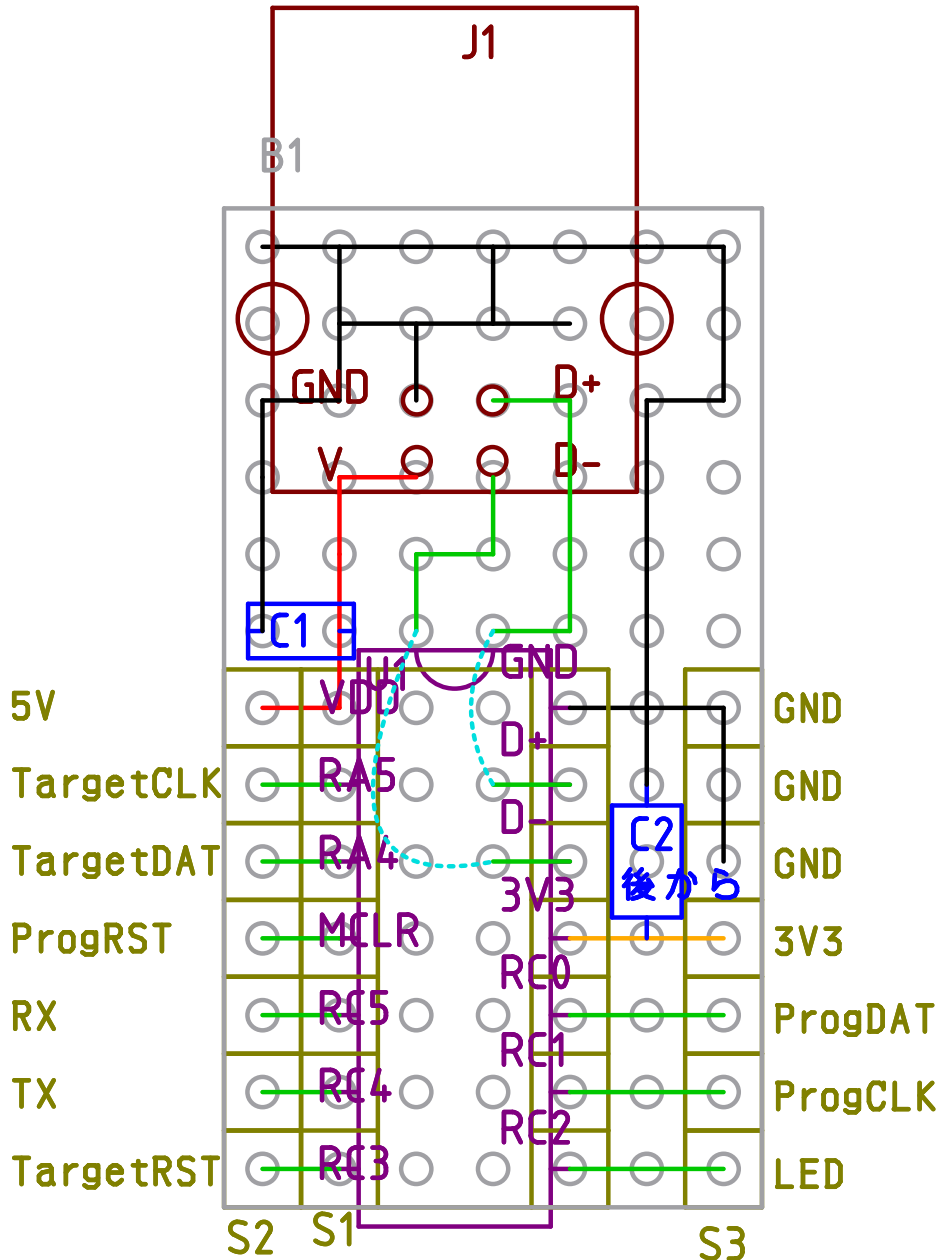 J1
B1
GND
D+
V
D-
C1
U1
GND
5V
VDD
GND
D+
TargetCLK
RA5
GND
D-
C2
TargetDAT
RA4
GND
後から
3V3
ProgRST
MCLR
3V3
RC0
RX
RC5
ProgDAT
RC1
TX
RC4
ProgCLK
RC2
TargetRST
RC3
LED
S2
S1
S3